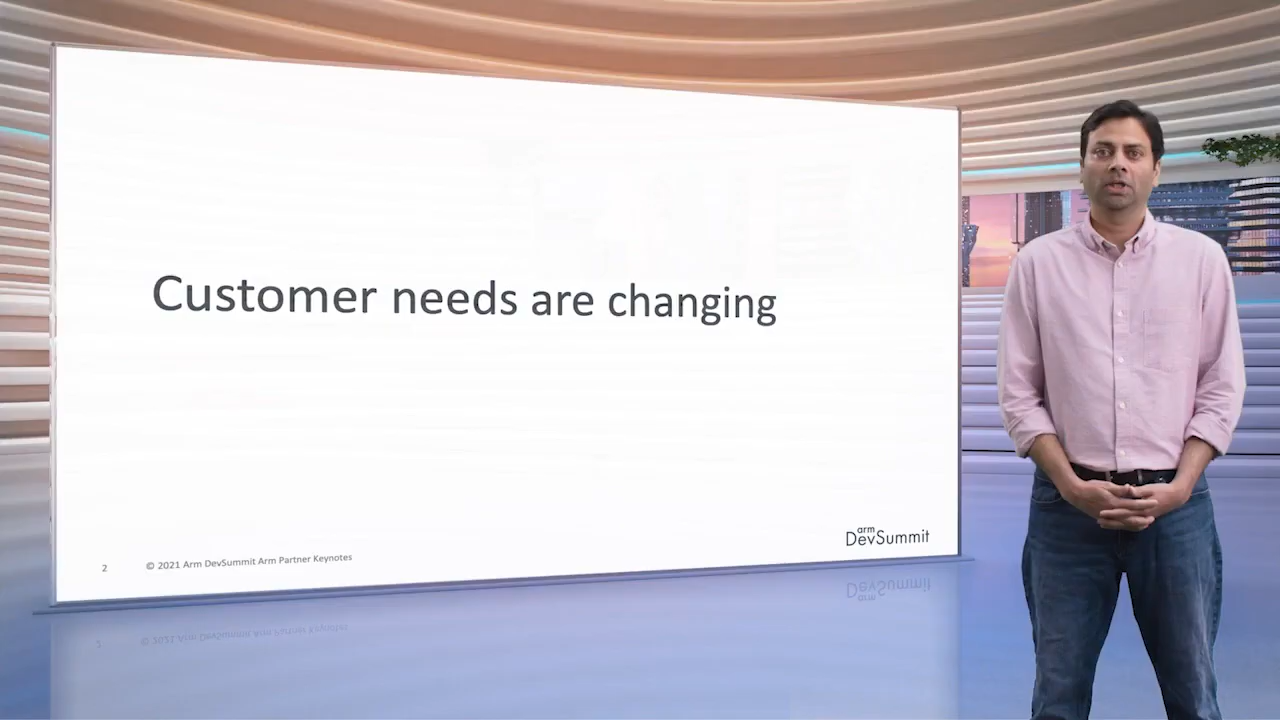 Customer needs are changing
arm
DevSummit
2
© 2021 Arm DevSummit Arm Partner Keynotes